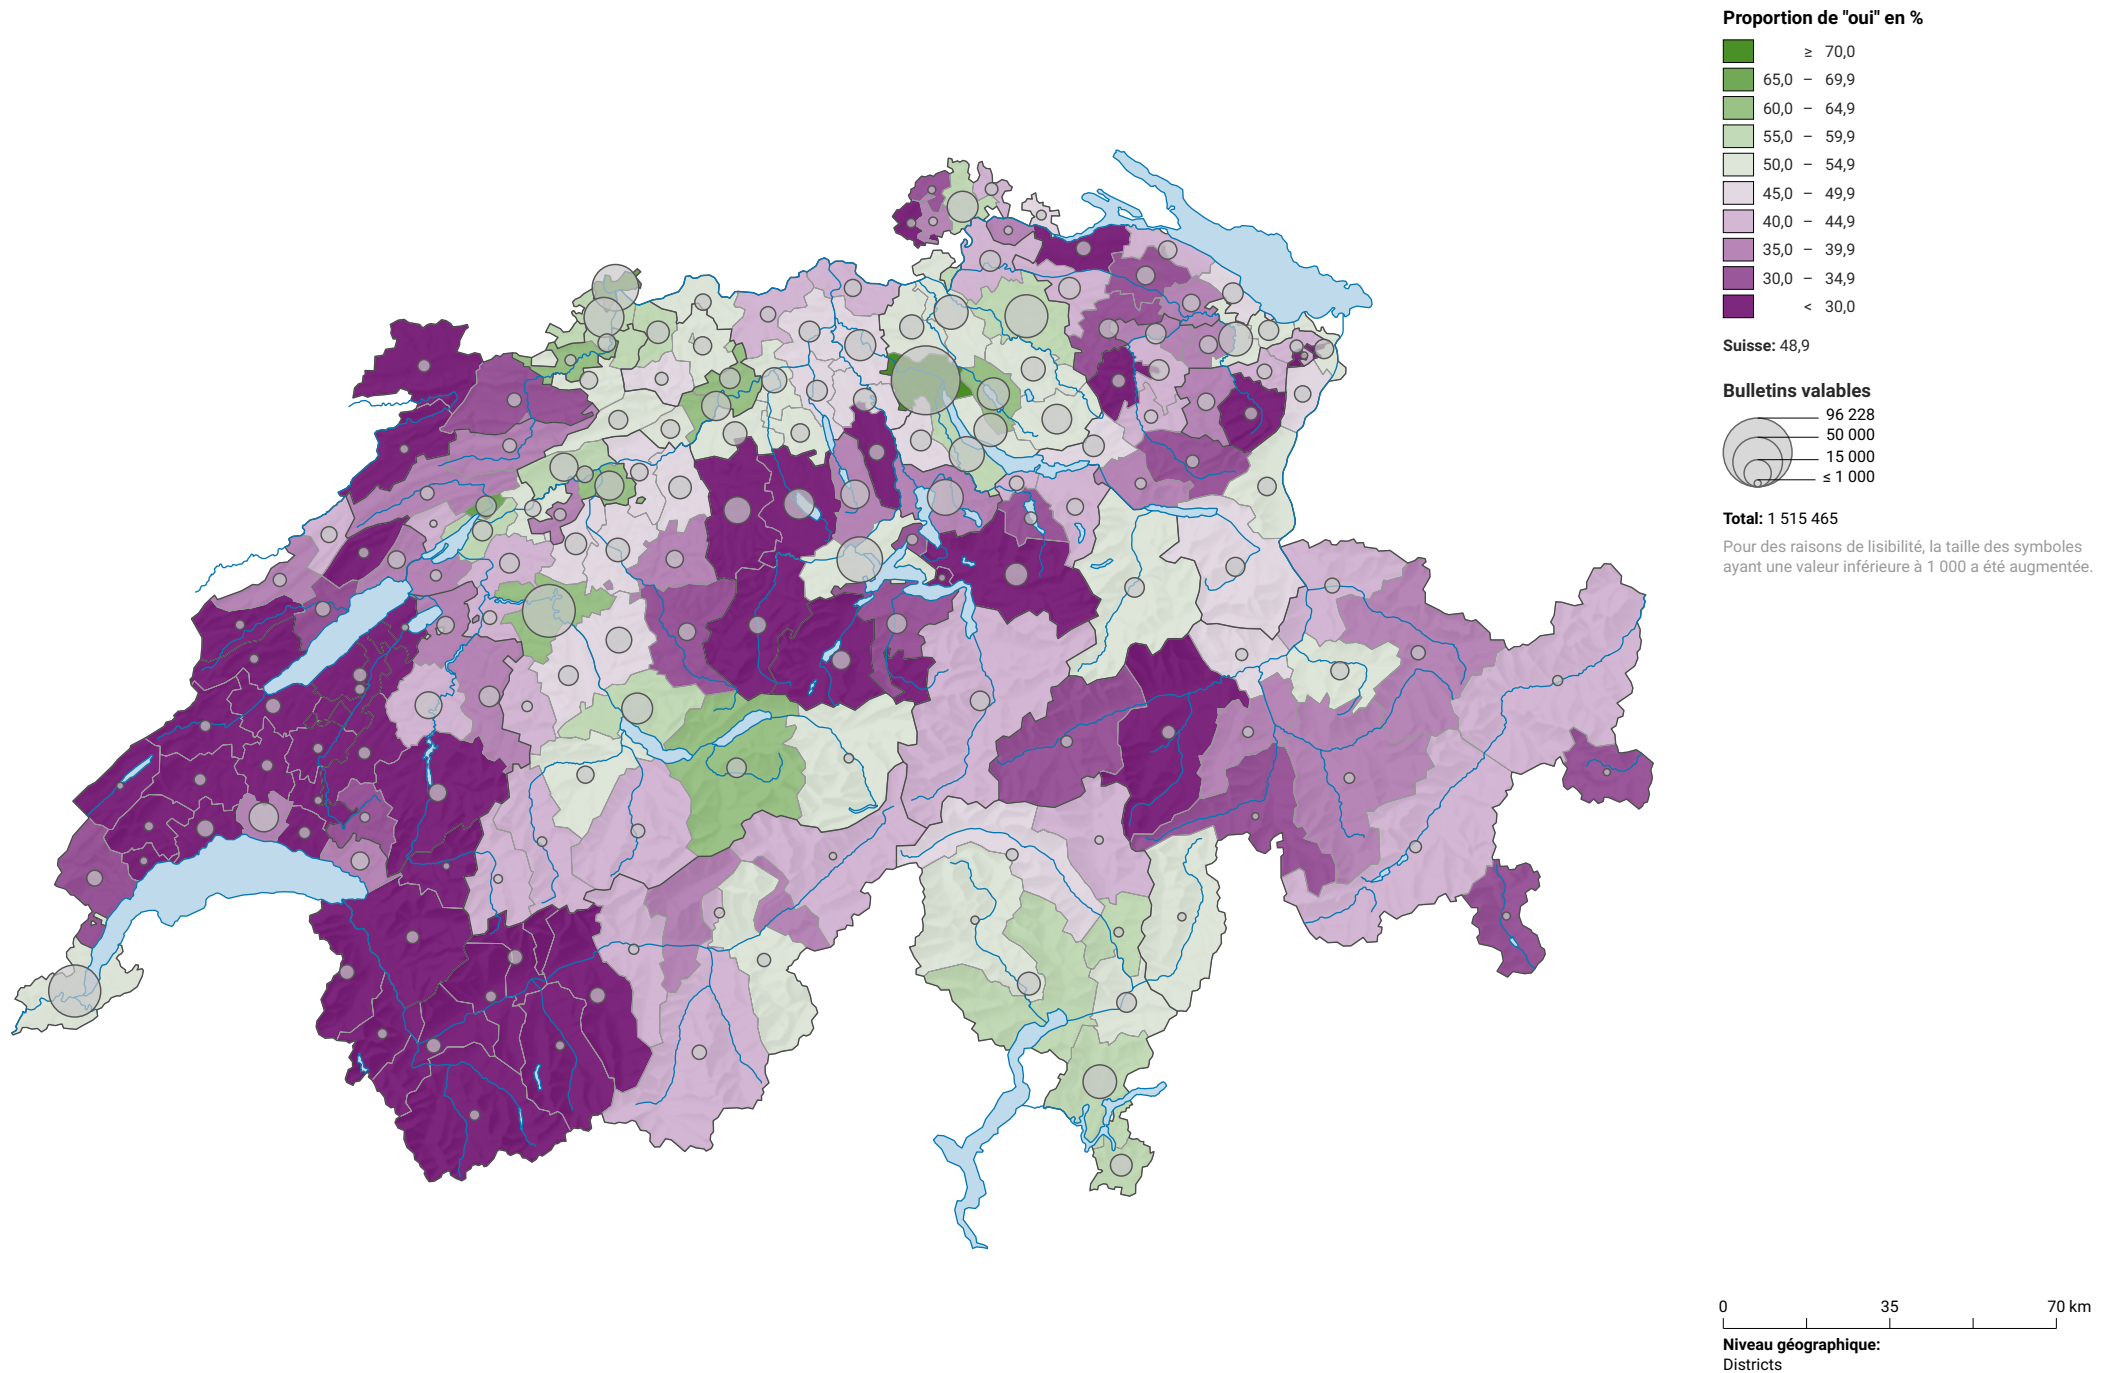 Proportion de "oui" en %
≥ 70,0
65,0 – 69,9
60,0 – 64,9
55,0 – 59,9
50,0 – 54,9
45,0 – 49,9
40,0 – 44,9
35,0 – 39,9
30,0 – 34,9
< 30,0
Suisse: 48,9
Bulletins valables
96 228
50 000
15 000
≤ 1 000
Total: 1 515 465
Pour des raisons de lisibilité, la taille des symboles
ayant une valeur inférieure à 1 000 a été augmentée.
0 35 70 km
Niveau géographique:
Districts